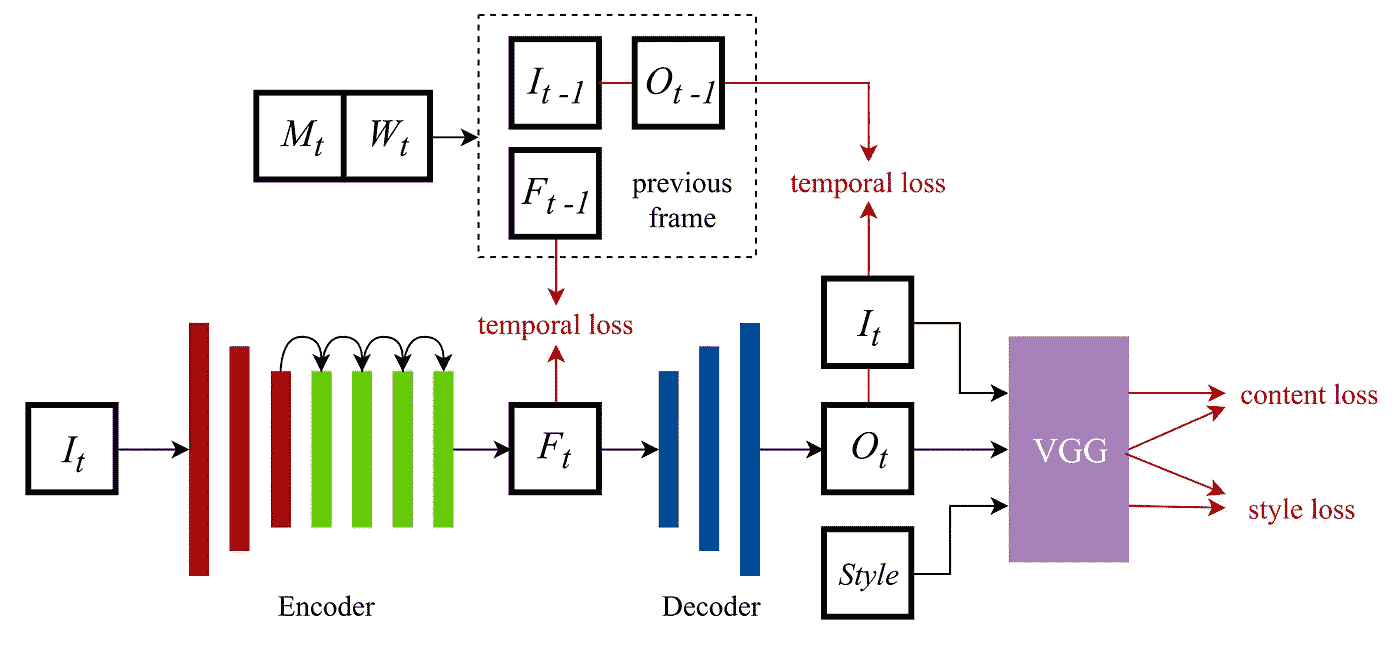 I_{t-1}
O_{t-1}
M_t
W_t
F_{t-1}
previous
frame
temporal loss
temporal loss
I_t
I_t
F_t
O_t
VGG
content loss
style loss
Style
Encoder
Decoder